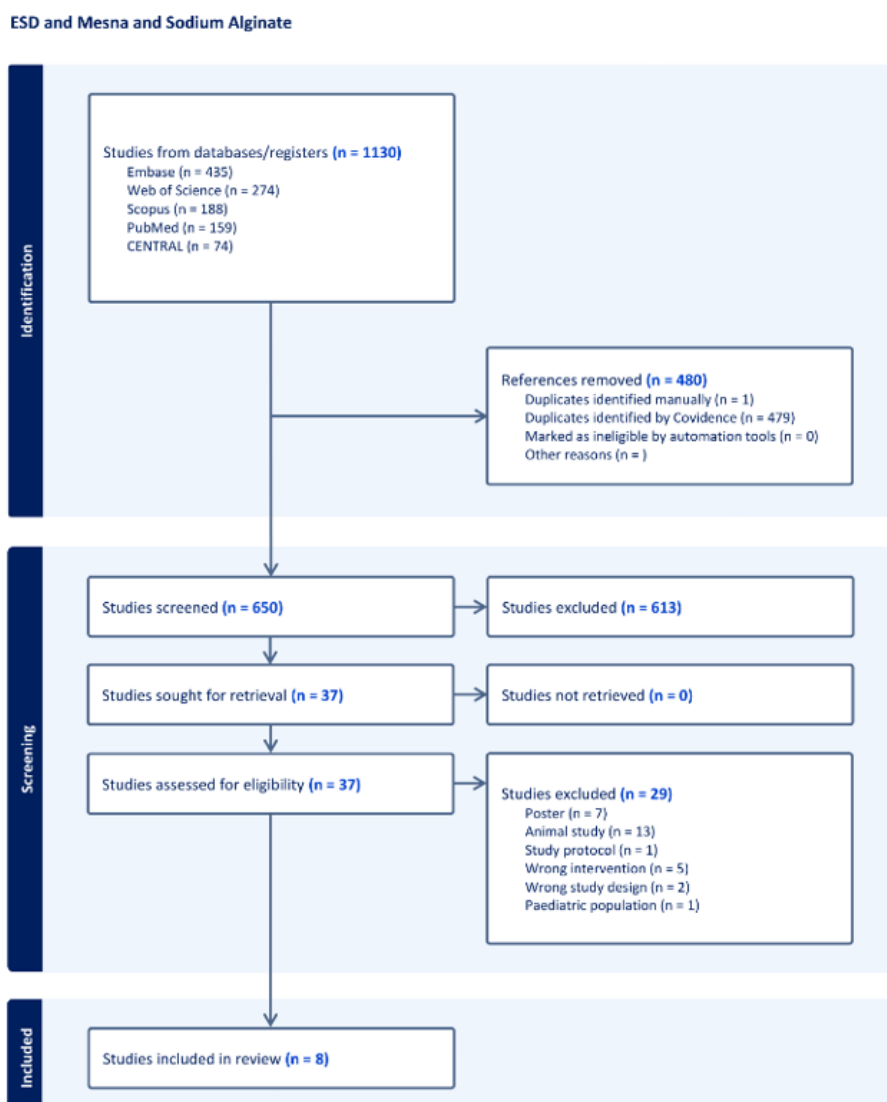 ESD and Mesna and Sodium Alginate
Identification
Studies from databases/registers (n = 1130)
Embase (n = 435)
Web of Science (n = 274)
Scopus (n = 188)
PubMed (n = 159)
CENTRAL (n = 74)
References removed (n = 480)
Duplicates identified manually (n = 1)
Duplicates identified by Covidence (n = 479)
Marked as ineligible by automation tools (n = 0)
Other reasons (n = )
Screening
Studies screened (n = 650)
Studies excluded (n = 613)
Studies sought for retrieval (n = 37)
Studies not retrieved (n = 0)
Studies assessed for eligibility (n = 37)
Studies excluded (n = 29)
Poster (n = 7)
Animal study (n = 13)
Study protocol (n = 1)
Wrong intervention (n = 5)
Wrong study design (n = 2)
Paediatric population (n = 1)
Included
Studies included in review (n = 8)